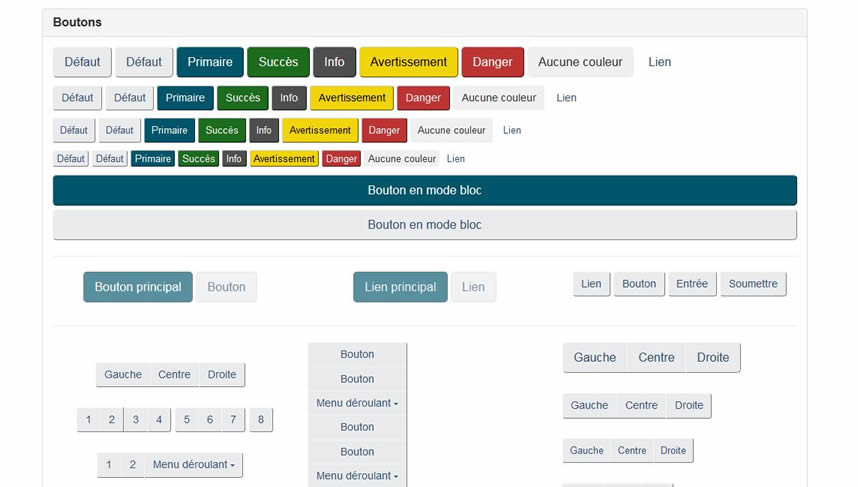 Boutons
Défaut Défaut Primaire Succès Info Avertissement Danger Aucune couleur Lien
Défaut Défaut Primaire Succès Info Avertissement Danger Aucune couleur Lien
Défaut Défaut Primaire Succès Info Avertissement Danger Aucune couleur Lien
Défaut Défaut Primaire Succès Info Avertissement Danger Aucune couleur Lien
Bouton en mode bloc
Bouton en mode bloc
Bouton principal Bouton
Lien principal Lien
Lien Bouton Entrée Soumettre
Gauche Centre Droite
1 2 3 4 5 6 7 8
1 2 Menu déroulant
Bouton
Bouton
Menu déroulant
Bouton
Bouton
Menu déroulant
Gauche Centre Droite
Gauche Centre Droite
Gauche Centre Droite